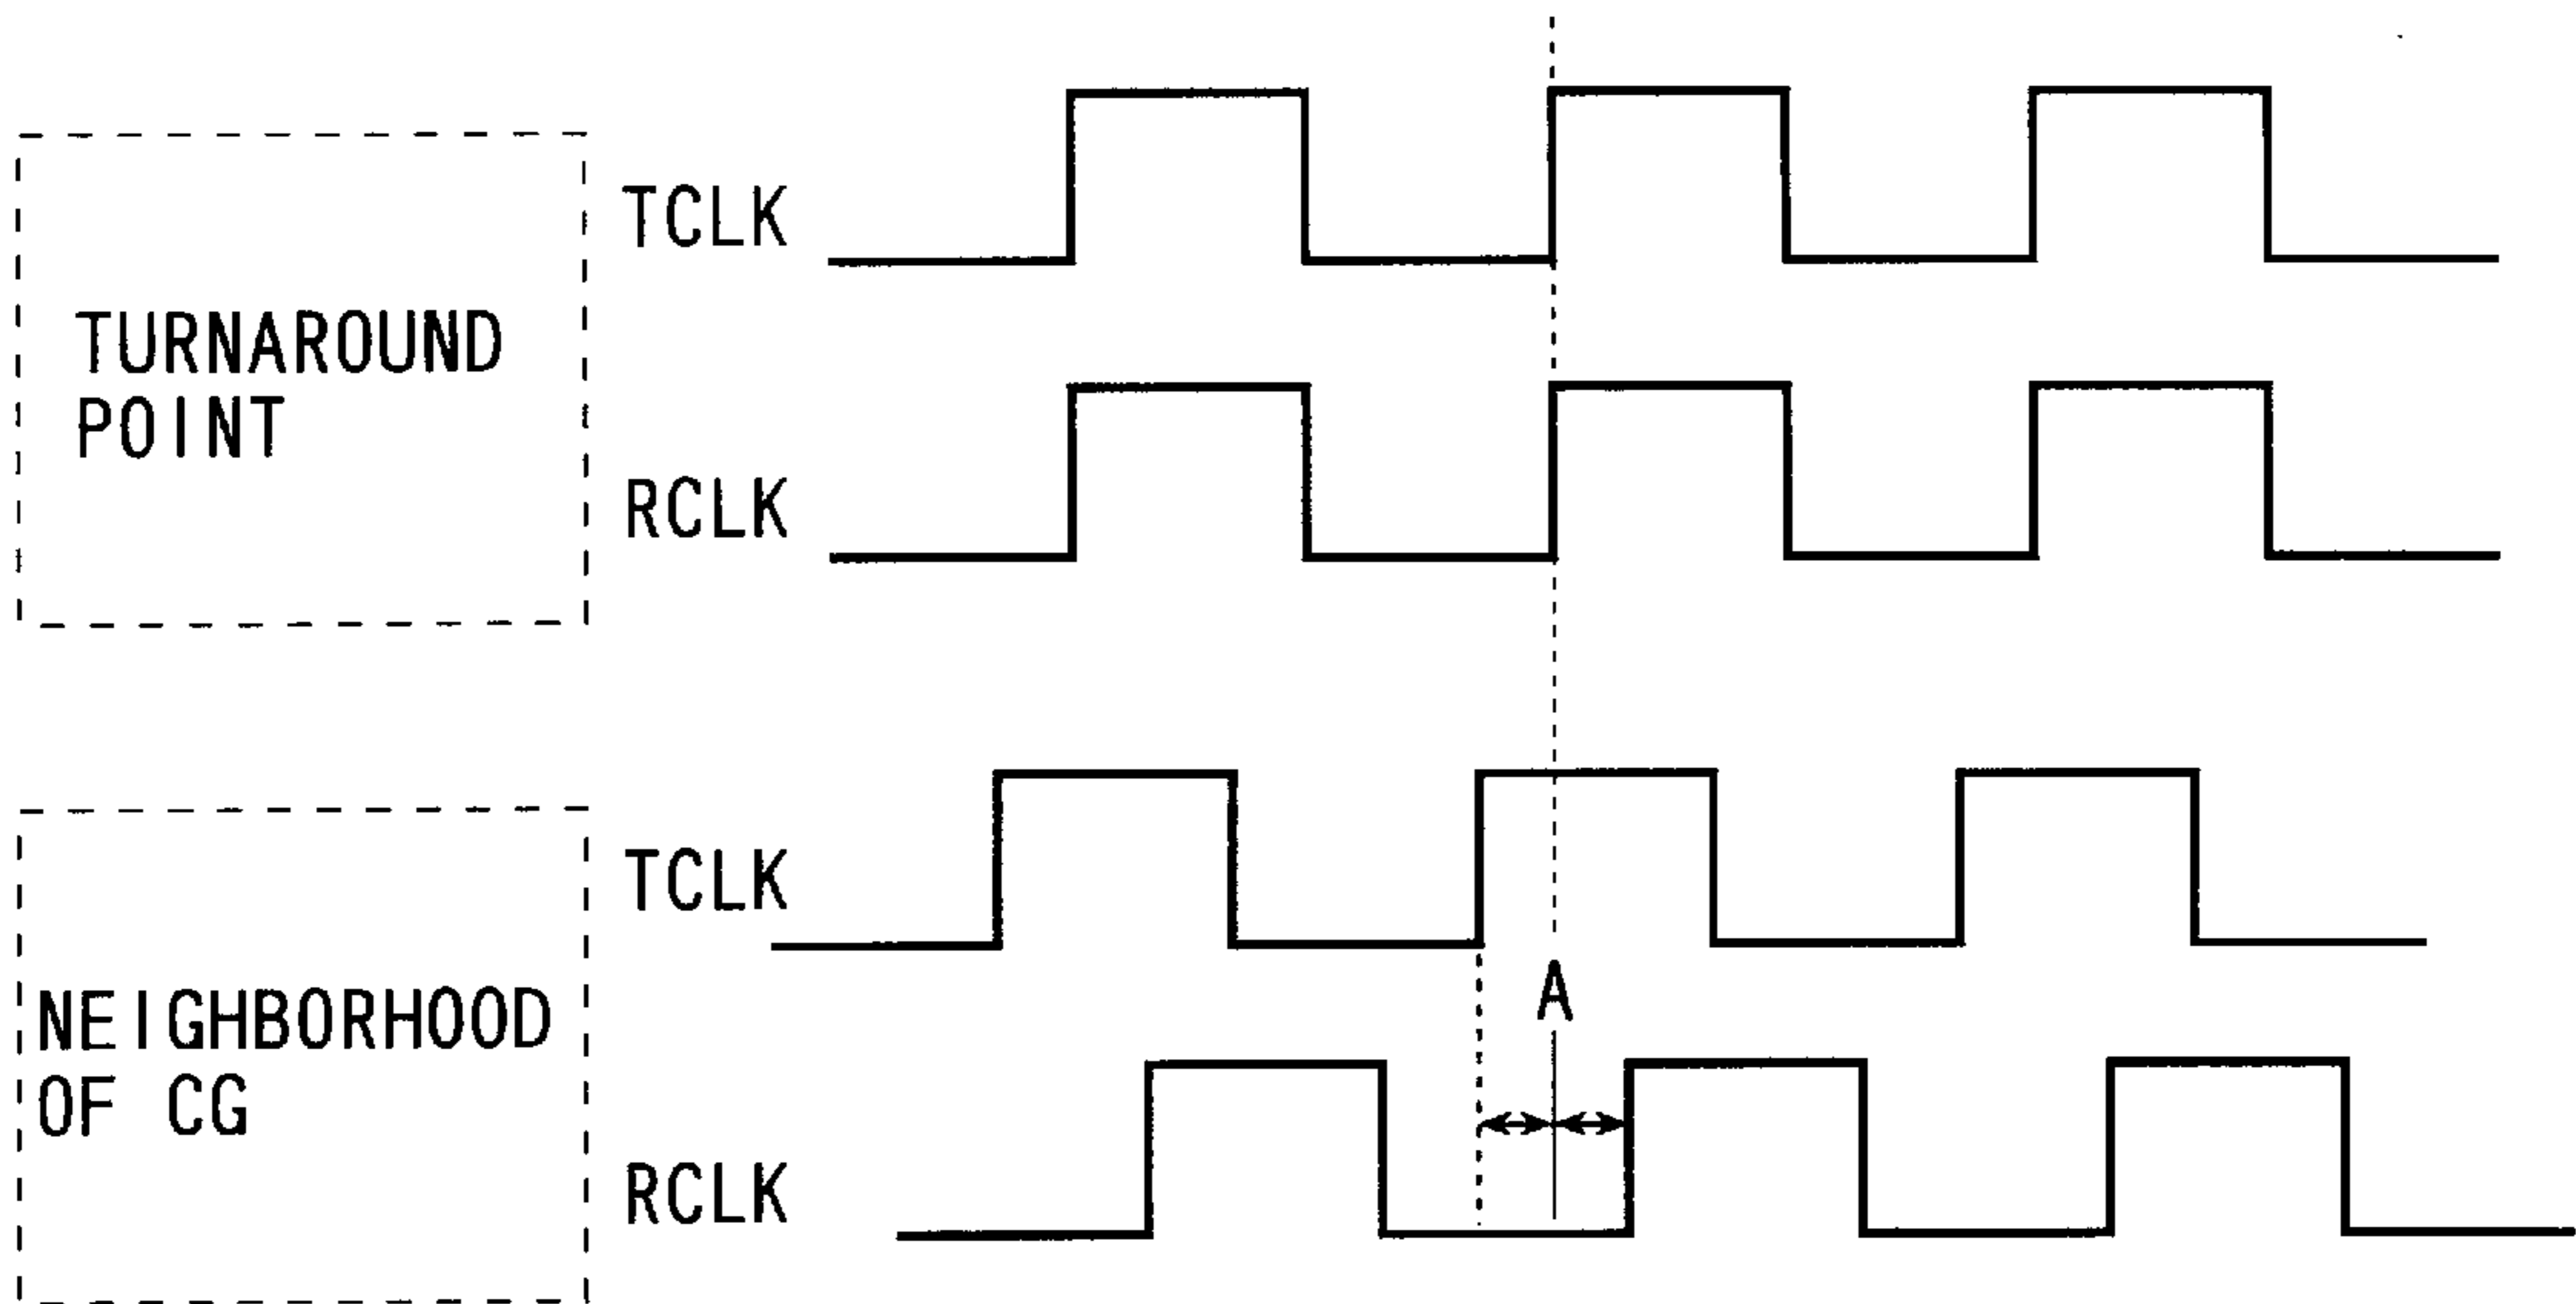 TCLK
TURNAROUND
POINT
RCLK
TCLK
A
NEIGHBORHOOD
OF CG
RCLK